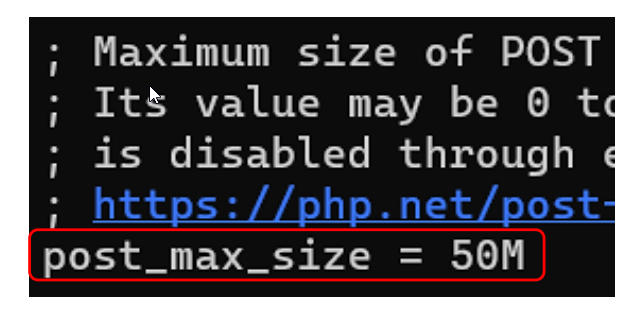 ; Maximum size of POST
; Its value may be 0 to
; is disabled through
; https://php.net/post-
post_max_size = 50M